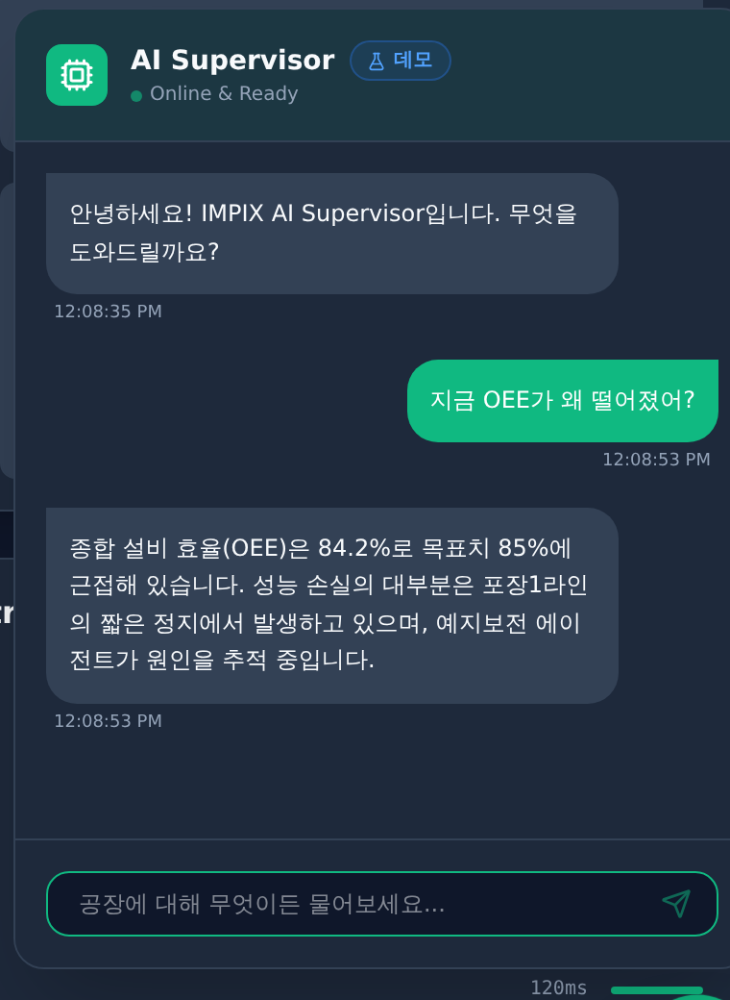 AI Supervisor
데모
Online & Ready
안녕하세요! IMPIX AI Supervisor입니다. 무엇을
도와드릴까요?
12:08:35 PM
지금 OEE가 왜 떨어졌어?
12:08:53 PM
종합 설비 효율(OEE)은 84.2%로 목표치 85%에
근접해 있습니다. 성능 손실의 대부분은 포장1라인
의 짧은 정지에서 발생하고 있으며, 예지보전 에이
전트가 원인을 추적 중입니다.
12:08:53 PM
공장에 대해 무엇이든 물어보세요...
120ms